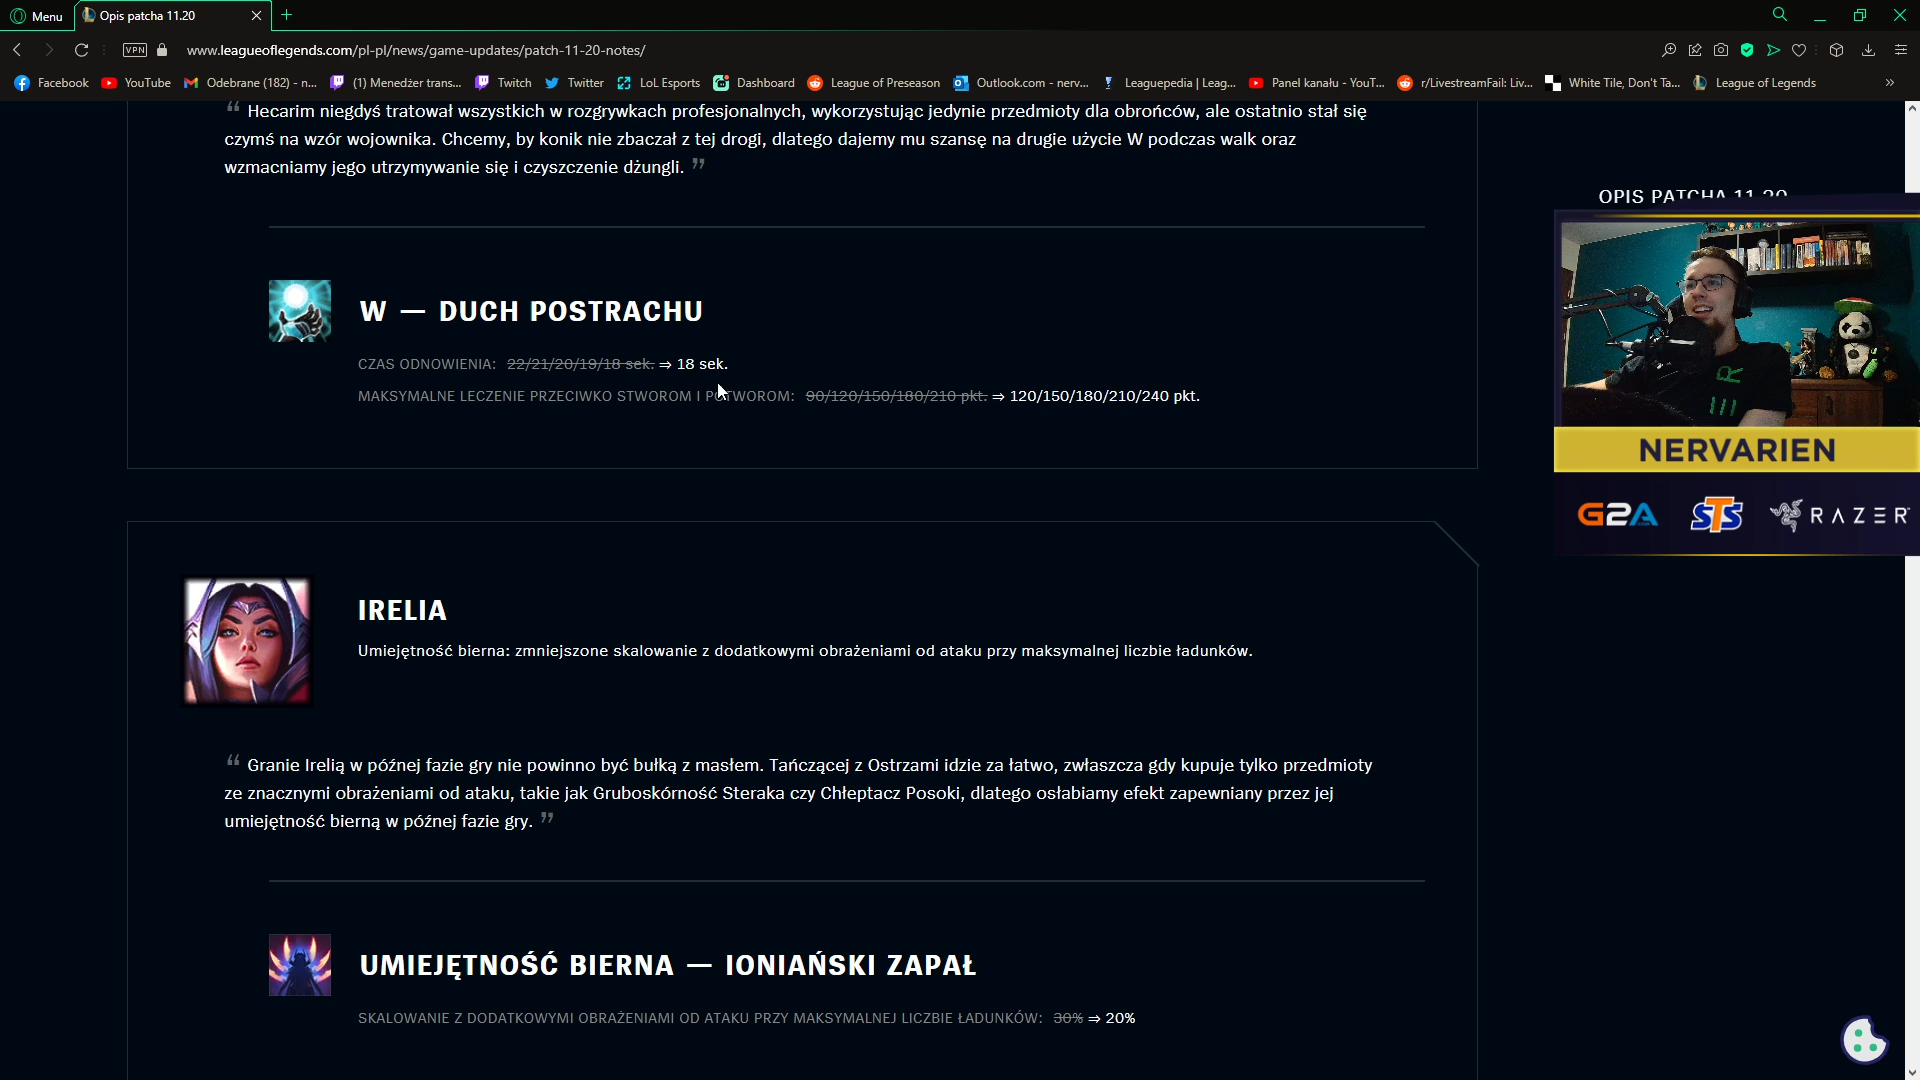 Menu
Opis patcha 11.20
VPN
www.leagueoflegends.com/pl-pl/news/game-updates/patch-11-20-notes/
Facebook YouTube Odebrane (182) - n... (1) Menedżer trans... Twitch Twitter LoL Esports Dashboard League of Preseason Outlook.com - nerv... Leaguepedia | Leag... Panel kanału - YouT... r/LivestreamFail: Liv... White Tile, Don't Ta... League of Legends »
“ Hecarim niegdyś tratował wszystkich w rozgrywkach profesjonalnych, wykorzystując jedynie przedmioty dla obrońców, ale ostatnio stał się
czymś na wzór wojownika. Chcemy, by konik nie zbaczał z tej drogi, dlatego dajemy mu szansę na drugie użycie W podczas walk oraz
wzmacniamy jego utrzymywanie się i czyszczenie dżungli. ”
OPIS PATCHA 11.20
W — DUCH POSTRACHU
CZAS ODNOWIENIA: 22/21/20/19/18 sek. ⇒ 18 sek.
MAKSYMALNE LECZENIE PRZECIWKO STWOROM I POTWOROM: 90/120/150/180/210 pkt. ⇒ 120/150/180/210/240 pkt.
NERVARIEN
G2A STS RAZER
IRELIA
Umiejętność bierna: zmniejszone skalowanie z dodatkowymi obrażeniami od ataku przy maksymalnej liczbie ładunków.
“ Granie Irelią w późnej fazie gry nie powinno być bułką z masłem. Tańczącej z Ostrzami idzie za łatwo, zwłaszcza gdy kupuje tylko przedmioty
ze znacznymi obrażeniami od ataku, takie jak Gruboskórność Steraka czy Chłeptacz Posoki, dlatego osłabiamy efekt zapewniany przez jej
umiejętność bierną w późnej fazie gry. ”
UMIEJĘTNOŚĆ BIERNA — IONIAŃSKI ZAPAŁ
SKALOWANIE Z DODATKOWYMI OBRAŻENIAMI OD ATAKU PRZY MAKSYMALNEJ LICZBIE ŁADUNKÓW: 30% ⇒ 20%